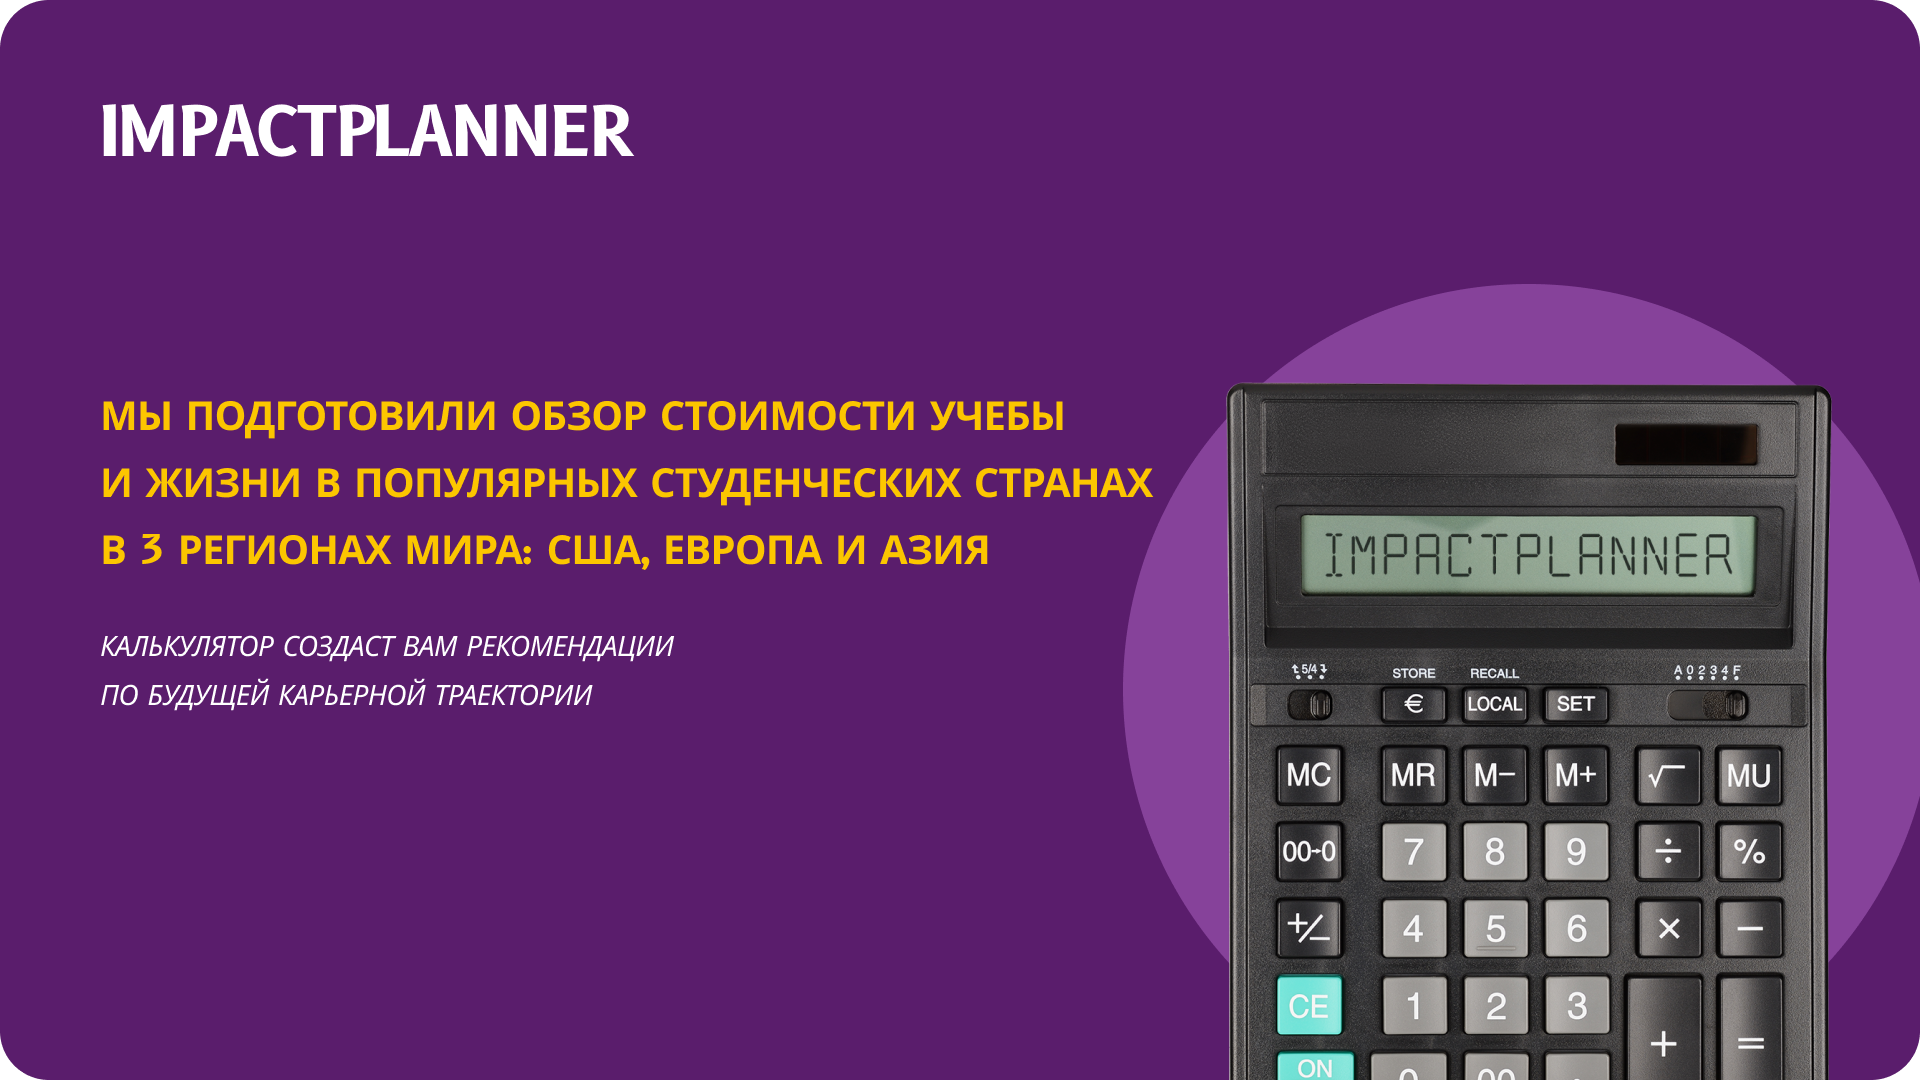 IMPACTPLANNER
МЫ ПОДГОТОВИЛИ ОБЗОР СТОИМОСТИ УЧЕБЫ
И ЖИЗНИ В ПОПУЛЯРНЫХ СТУДЕНЧЕСКИХ СТРАНАХ
В 3 РЕГИОНАХ МИРА: США, ЕВРОПА И АЗИЯ
КАЛЬКУЛЯТОР СОЗДАСТ ВАМ РЕКОМЕНДАЦИИ
ПО БУДУЩЕЙ КАРЬЕРНОЙ ТРАЕКТОРИИ
IMPACTPLANNER
5/4 STORE RECALL A 0 2 3 4 F
€ LOCAL SET
MC MR M− M+ √ MU
00→0 7 8 9 ÷ %
+/− 4 5 6 × −
CE 1 2 3 + =
ON